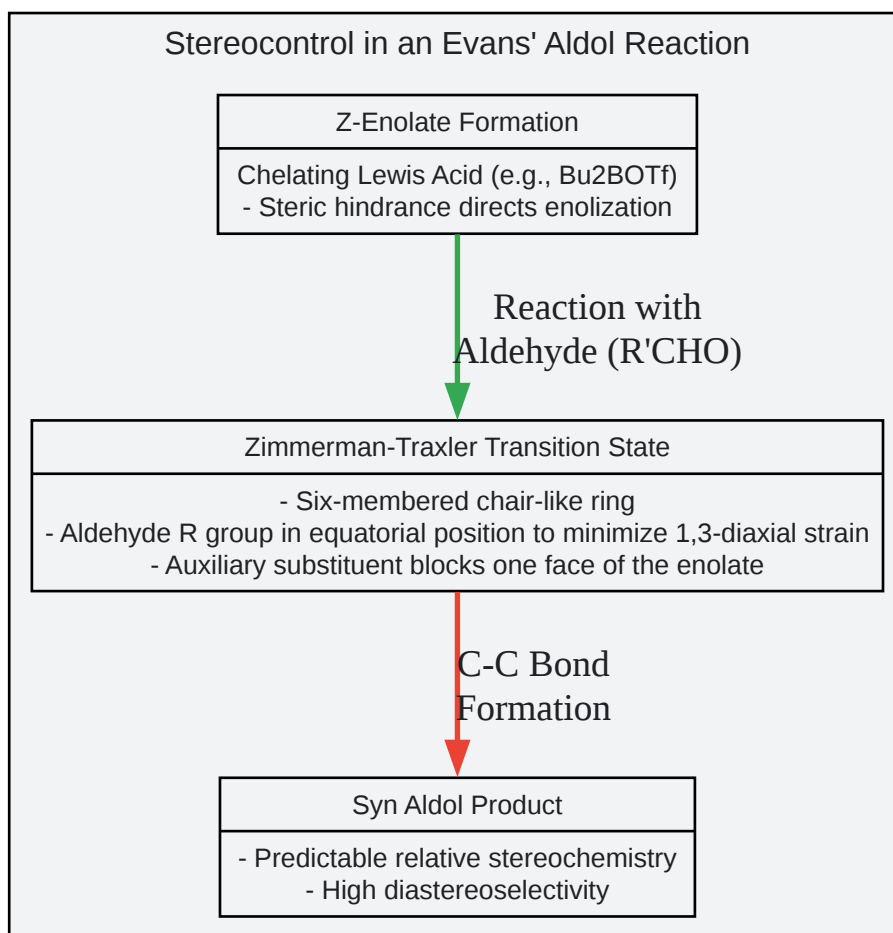 Stereocontrol in an Evans' Aldol Reaction
Z-Enolate Formation
Chelating Lewis Acid (e.g., Bu2BOTf)
- Steric hindrance directs enolization
Reaction with
Aldehyde (R'CHO)
Zimmerman-Traxler Transition State
- Six-membered chair-like ring
- Aldehyde R group in equatorial position to minimize 1,3-diaxial strain
- Auxiliary substituent blocks one face of the enolate
C-C Bond
Formation
Syn Aldol Product
- Predictable relative stereochemistry
- High diastereoselectivity